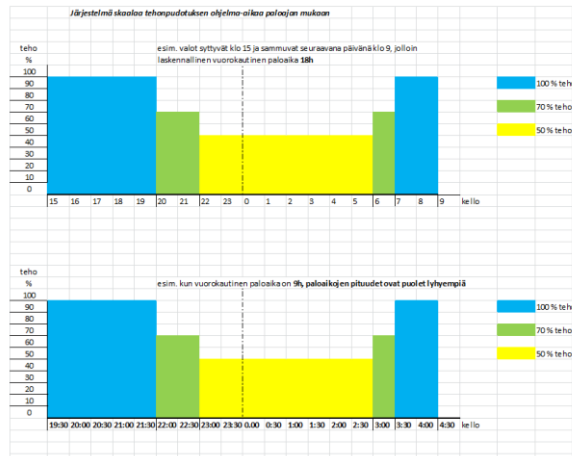 Järjestelmä skaalaa tehonpudotuksen ohjelma-aikaa paloajan mukaan
teho
%
esim. valot syttyvät klo 15 ja sammuvat seuraavana päivänä klo 9, jolloin
laskennallinen vuorokautinen paloaika 18h
100
90
80
70
60
50
40
30
20
10
0
100 % teho
70 % teho
50 % teho
15 16 17 18 19 20 21 22 23 0 1 2 3 4 5 6 7 8 9 kello
teho
%
esim. kun vuorokautinen paloaika on 9h, paloaikojen pituudet ovat puolet lyhyempiä
100
90
80
70
60
50
40
30
20
10
0
100 % teho
70 % teho
50 % teho
19:30 20:00 20:30 21:00 21:30 22:00 22:30 23:00 23:30 0.00 0:30 1:00 1:30 2:00 2:30 3:00 3:30 4:00 4:30 kello